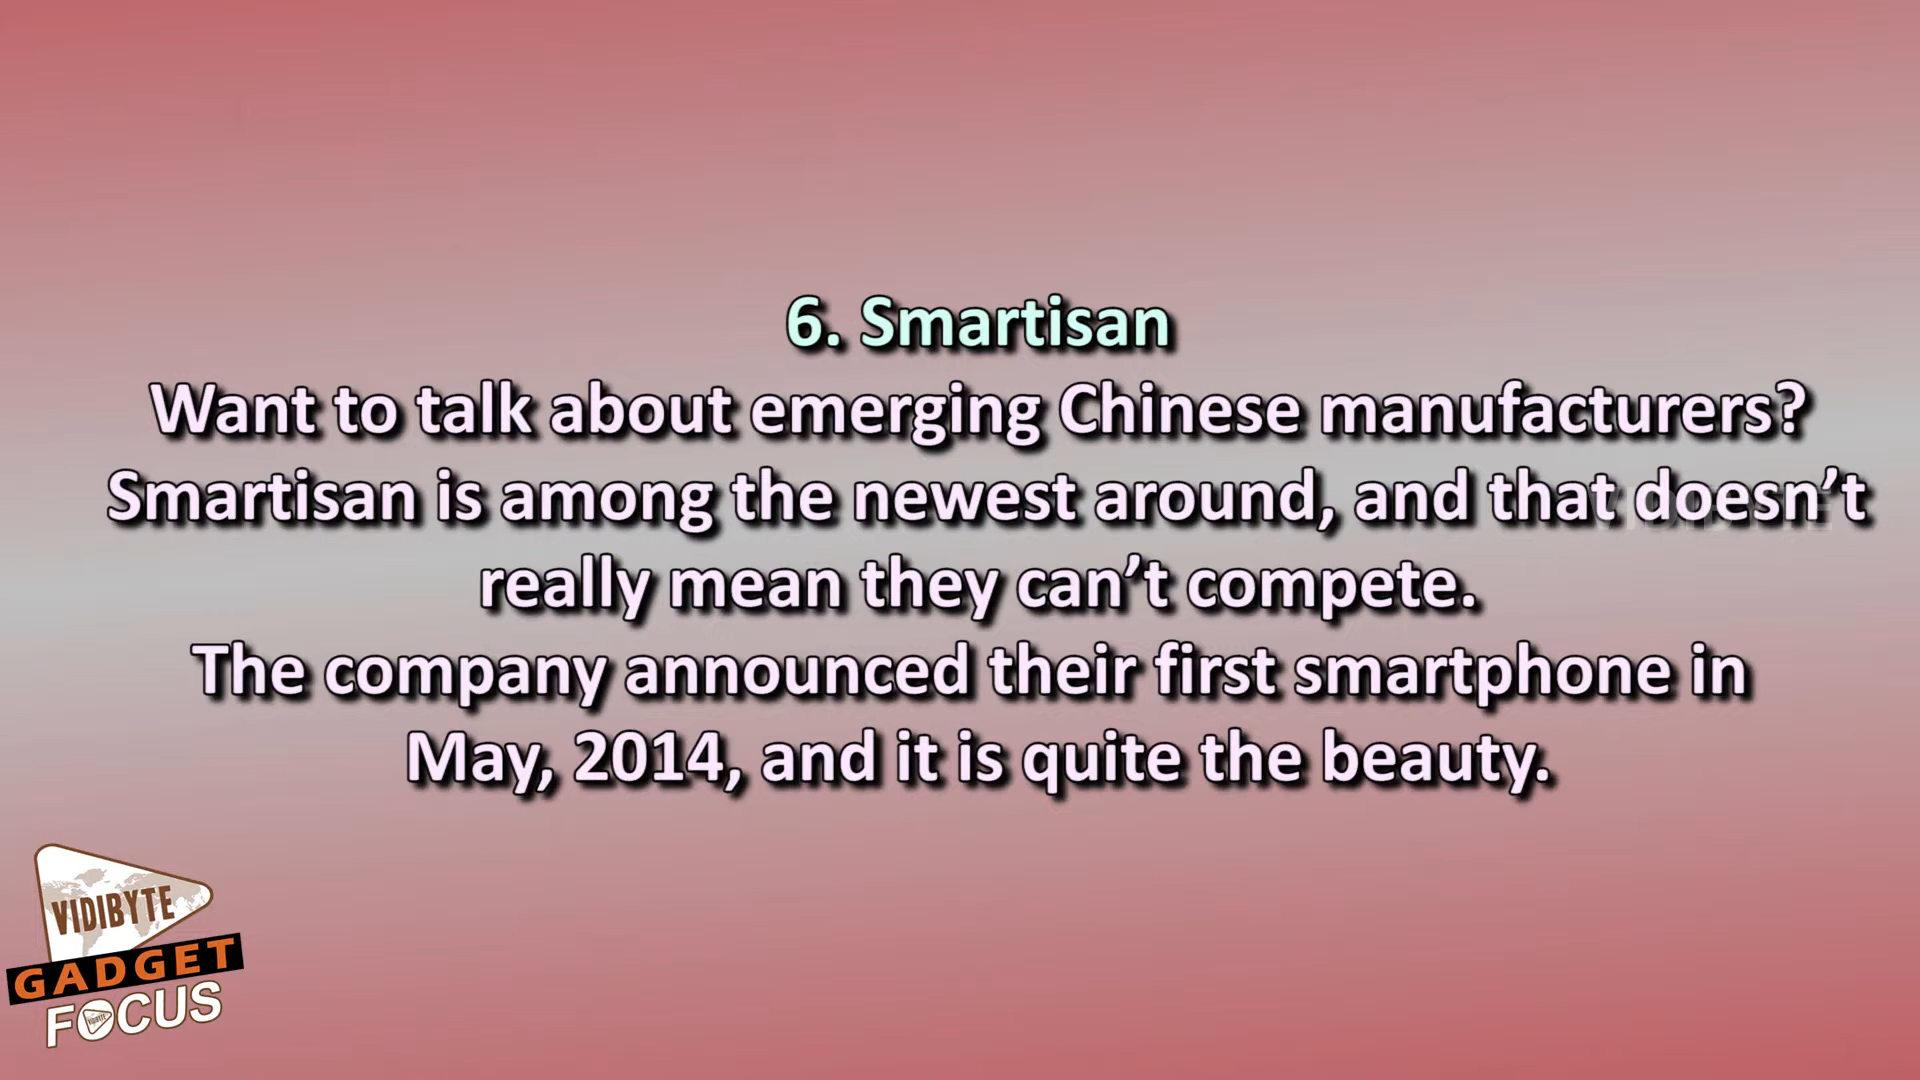 6. Smartisan
Want to talk about emerging Chinese manufacturers?
Smartisan is among the newest around, and that doesn’t
really mean they can’t compete.
The company announced their first smartphone in
May, 2014, and it is quite the beauty.
VIDIBYTE
VIDIBYTE
GADGET
FOCUS